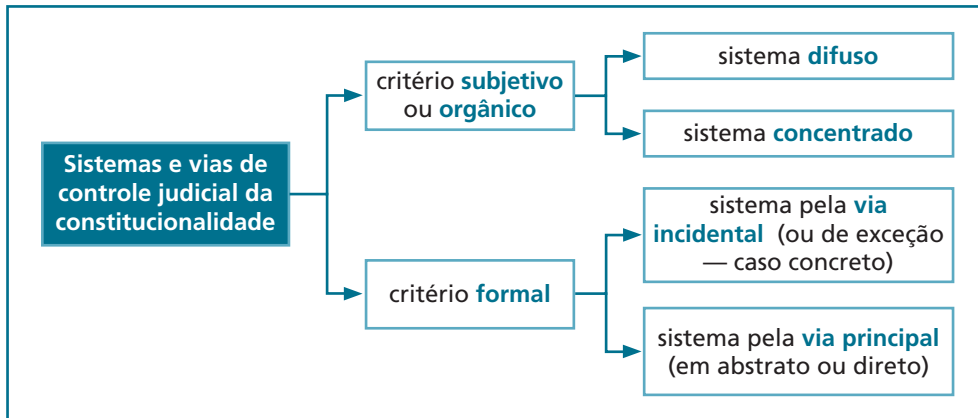 Sistemas e vias de
controle judicial da
constitucionalidade
critério subjetivo
ou orgânico
sistema difuso
sistema concentrado
critério formal
sistema pela via
incidental (ou de exceção
— caso concreto)
sistema pela via principal
(em abstrato ou direto)